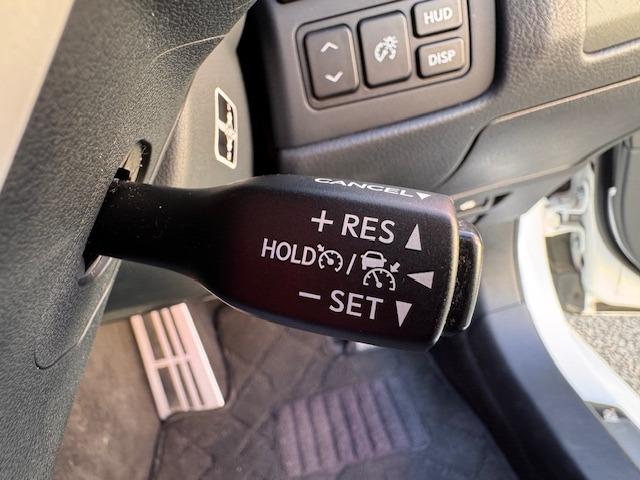 HUD
DISP
CANCEL
+ RES
HOLD /
− SET